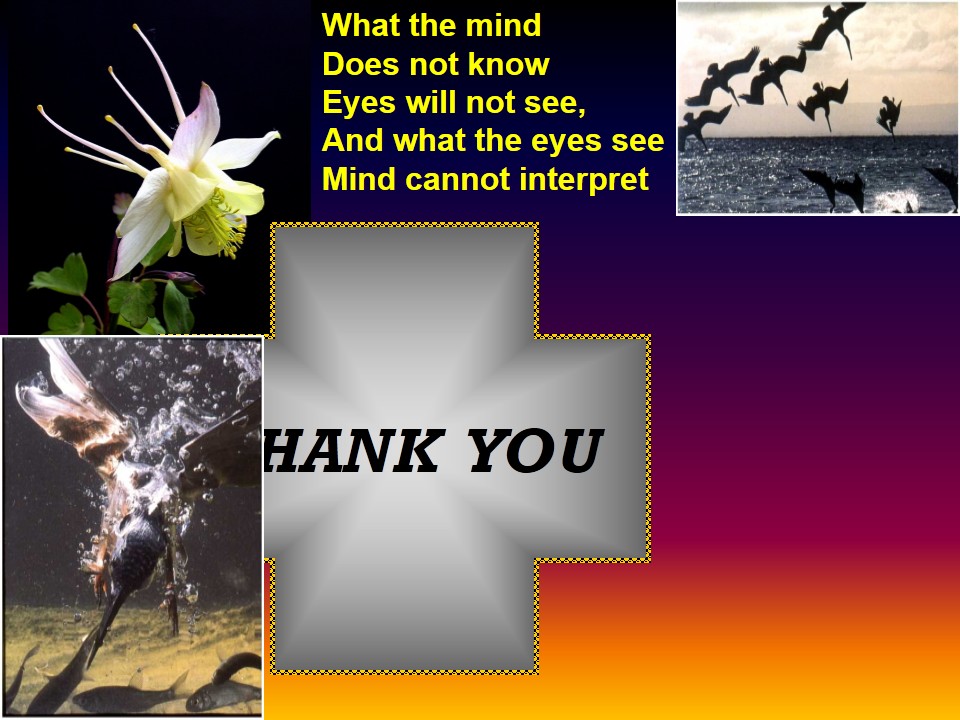 What the mind
Does not know
Eyes will not see,
And what the eyes see
Mind cannot interpret
HANK YOU